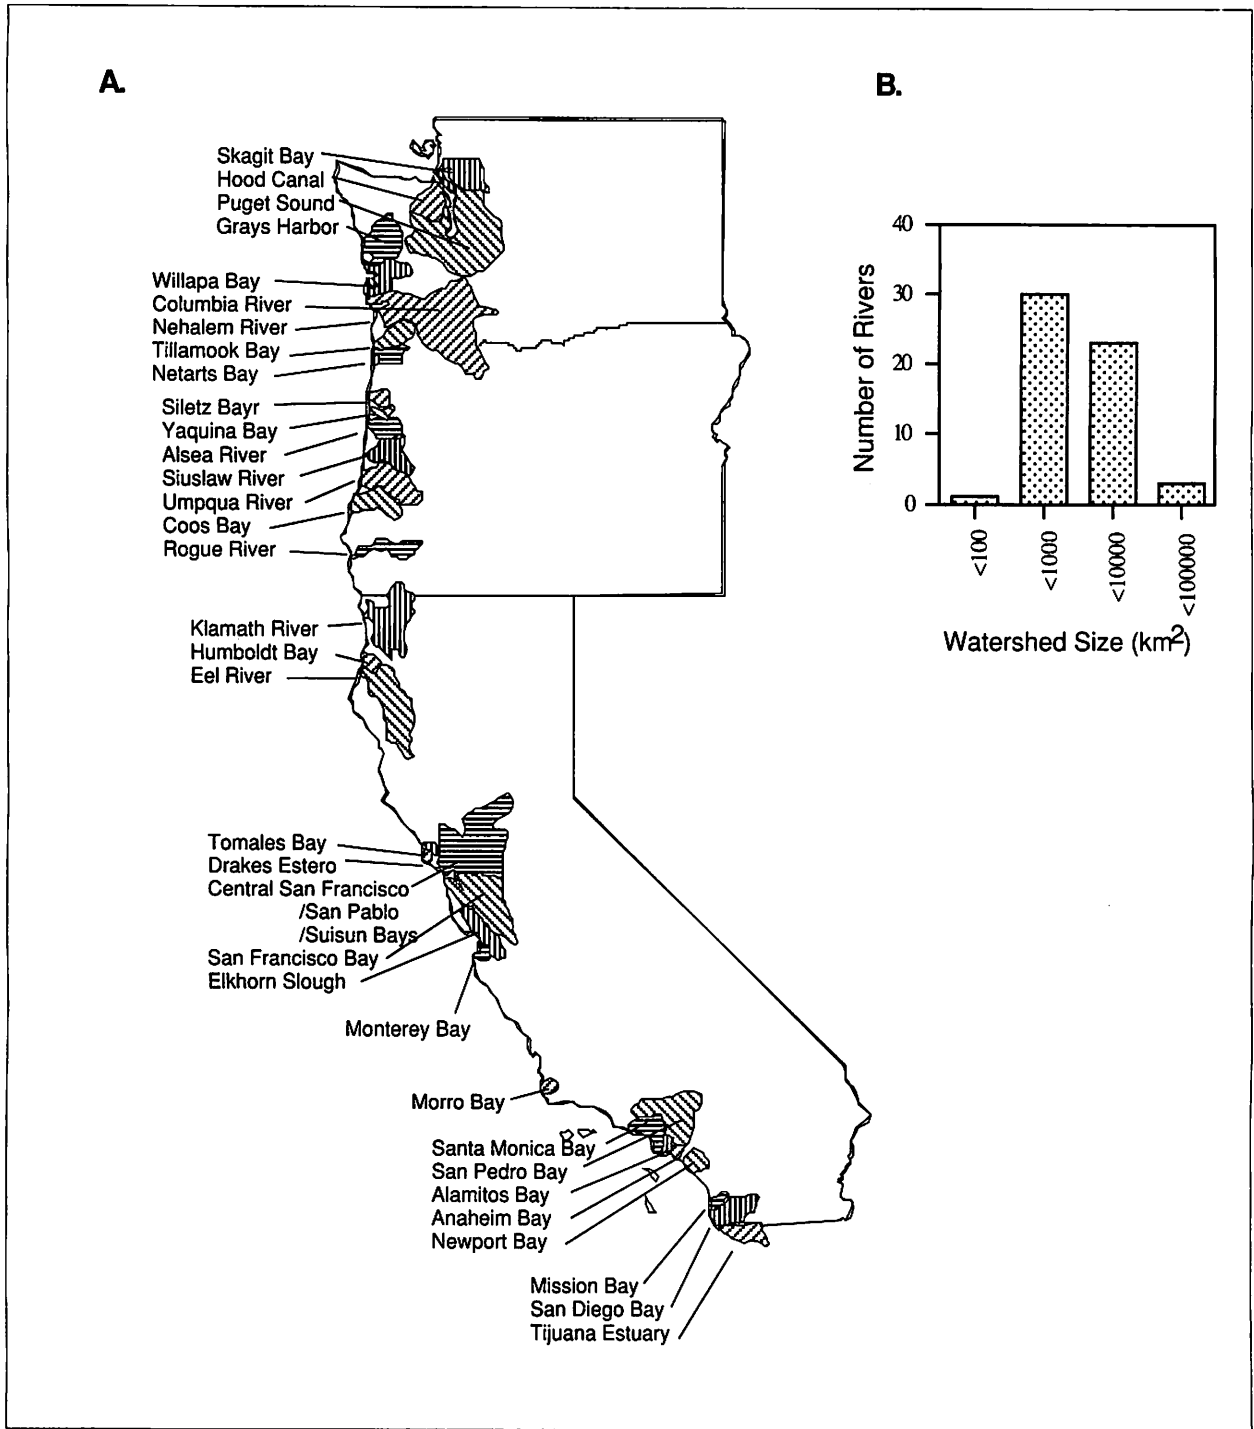 A.
Skagit Bay
Hood Canal
Puget Sound
Grays Harbor
Willapa Bay
Columbia River
Nehalem River
Tillamook Bay
Netarts Bay
Siletz Bayr
Yaquina Bay
Alsea River
Siuslaw River
Umpqua River
Coos Bay
Rogue River
Klamath River
Humboldt Bay
Eel River
Tomales Bay
Drakes Estero
Central San Francisco
/San Pablo
/Suisun Bays
San Francisco Bay
Elkhorn Slough
Monterey Bay
Morro Bay
Santa Monica Bay
San Pedro Bay
Alamitos Bay
Anaheim Bay
Newport Bay
Mission Bay
San Diego Bay
Tijuana Estuary
B.
Number of Rivers
40
30
20
10
0
<100
<1000
<10000
<100000
Watershed Size (km²)